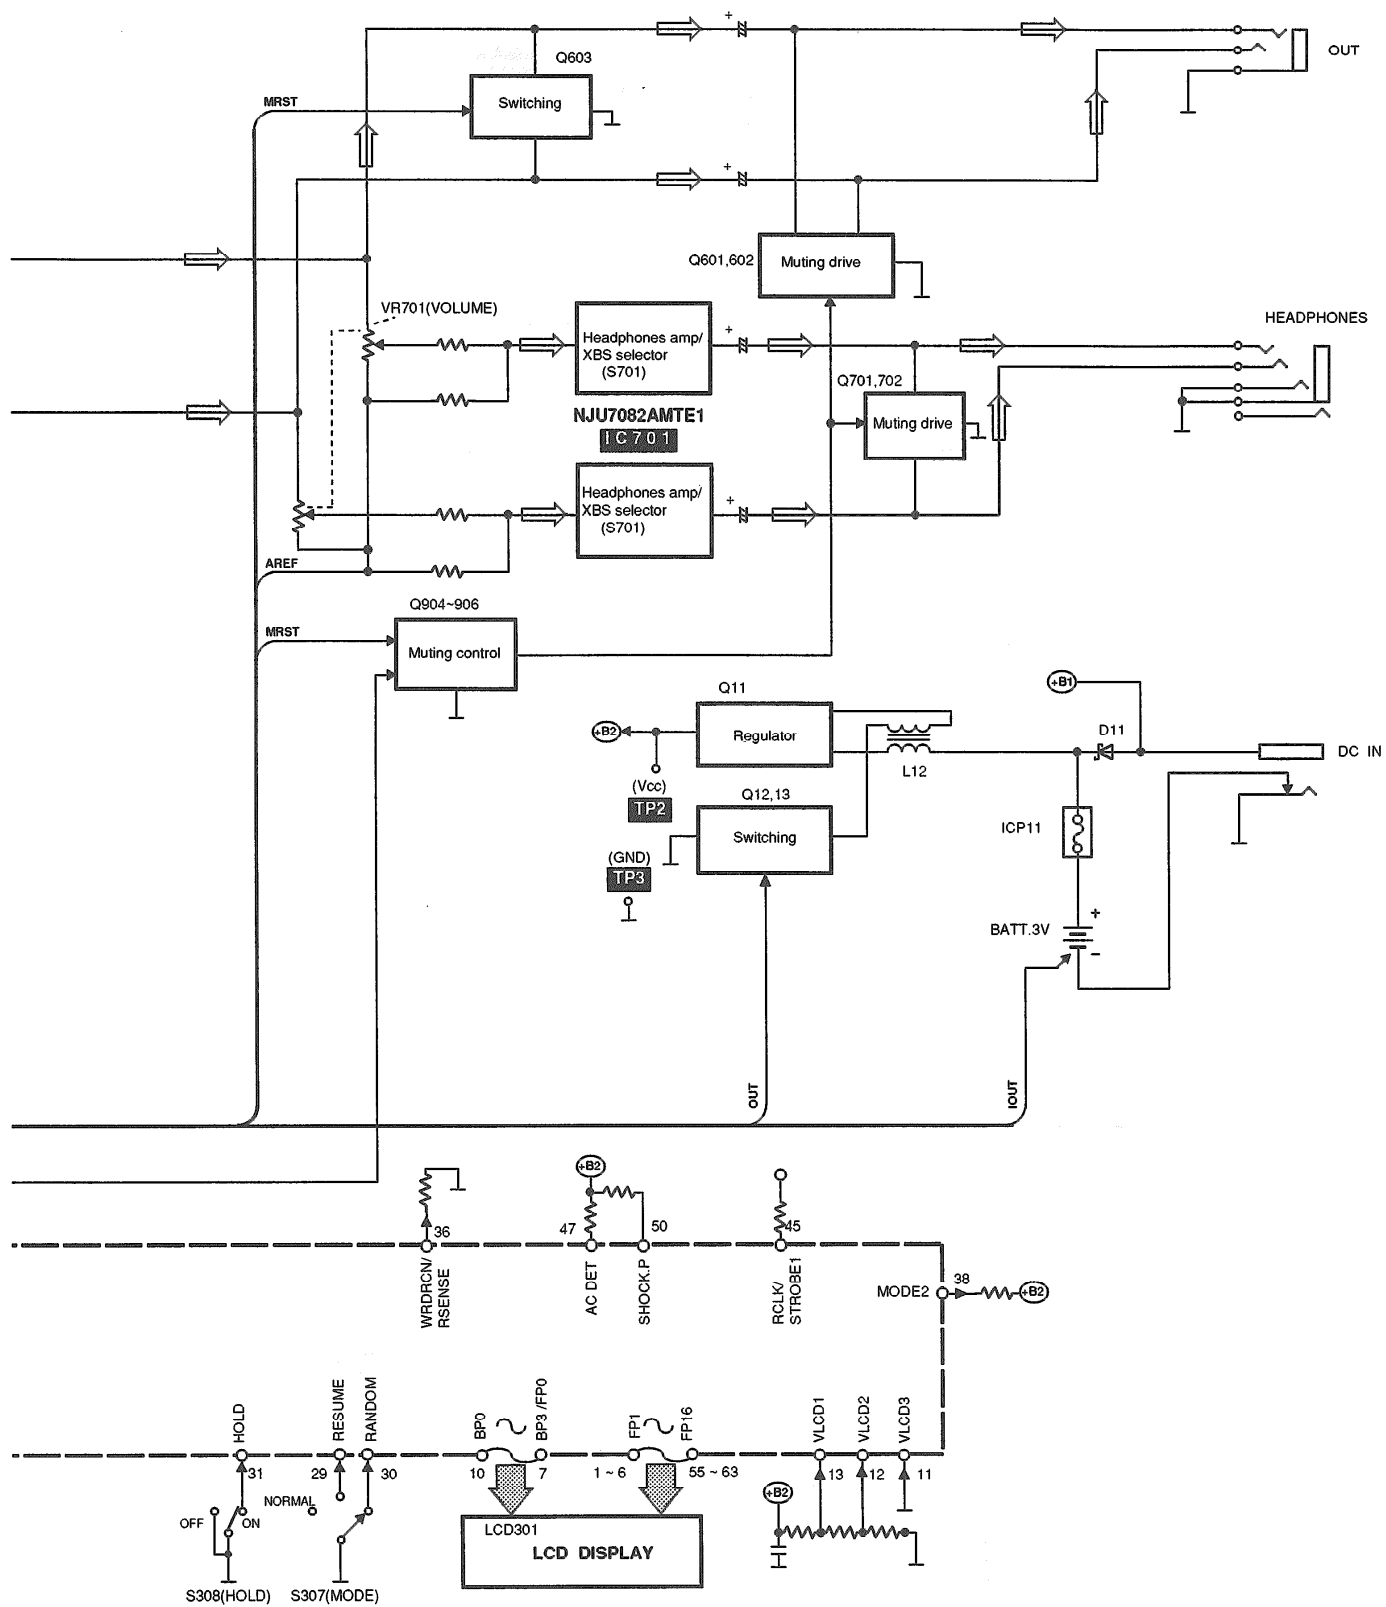 +
Q603
OUT
MRST
Switching
+
Q601,602
Muting drive
VR701(VOLUME)
HEADPHONES
Headphones amp/
XBS selector
(S701)
+
Q701,702
NJU7082AMTE1
IC701
Muting drive
Headphones amp/
XBS selector
(S701)
+
AREF
Q904~906
MRST
Muting control
Q11
+B1
+B2
Regulator
D11
DC IN
L12
(Vcc)
TP2
Q12,13
Switching
ICP11
(GND)
TP3
BATT.3V
+
−
OUT
IOUT
+B2
36
47
50
45
WRDRCN/
RSENSE
AC DET
SHOCK.P
RCLK/
STROBE1
MODE2
38
+B2
HOLD
RESUME
RANDOM
BP0
BP3 /FP0
FP1
FP16
VLCD1
VLCD2
VLCD3
31
29
30
10
7
1 ~ 6
55 ~ 63
13
12
11
NORMAL
OFF
ON
+B2
LCD301
LCD DISPLAY
S308(HOLD)
S307(MODE)